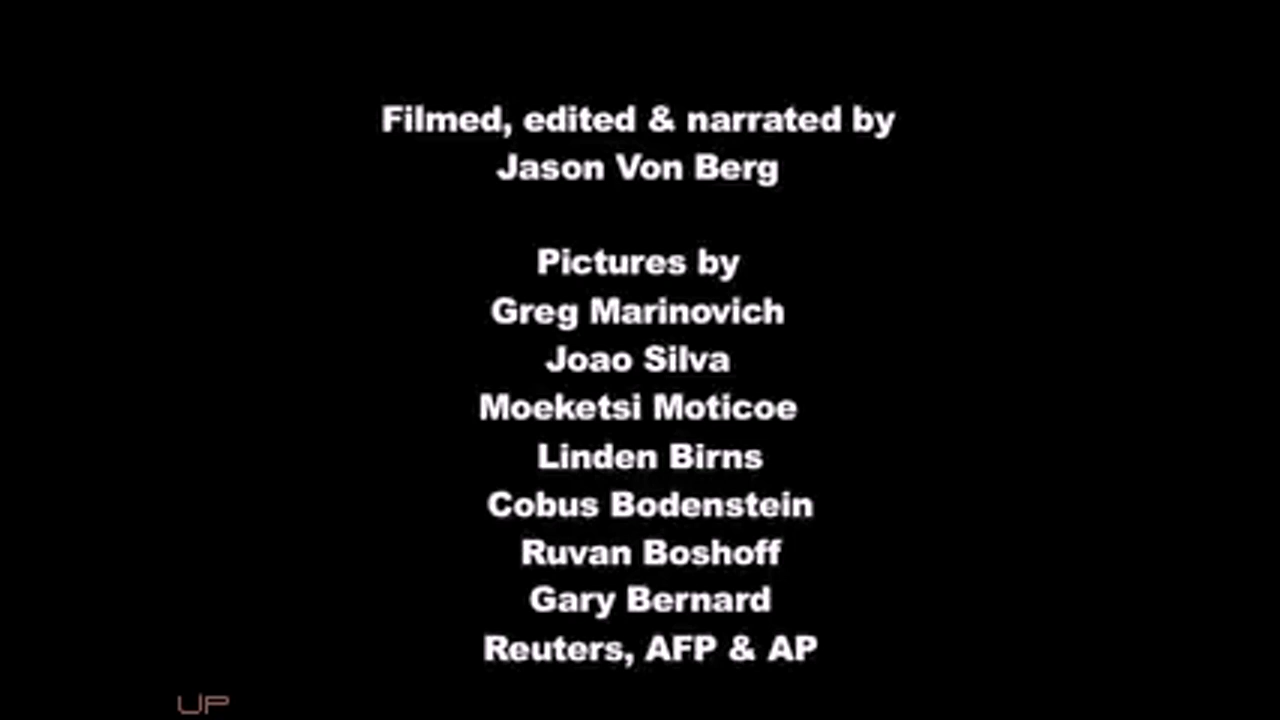 Filmed, edited & narrated by
Jason Von Berg
Pictures by
Greg Marinovich
Joao Silva
Moeketsi Moticoe
Linden Birns
Cobus Bodenstein
Ruvan Boshoff
Gary Bernard
Reuters, AFP & AP
UP